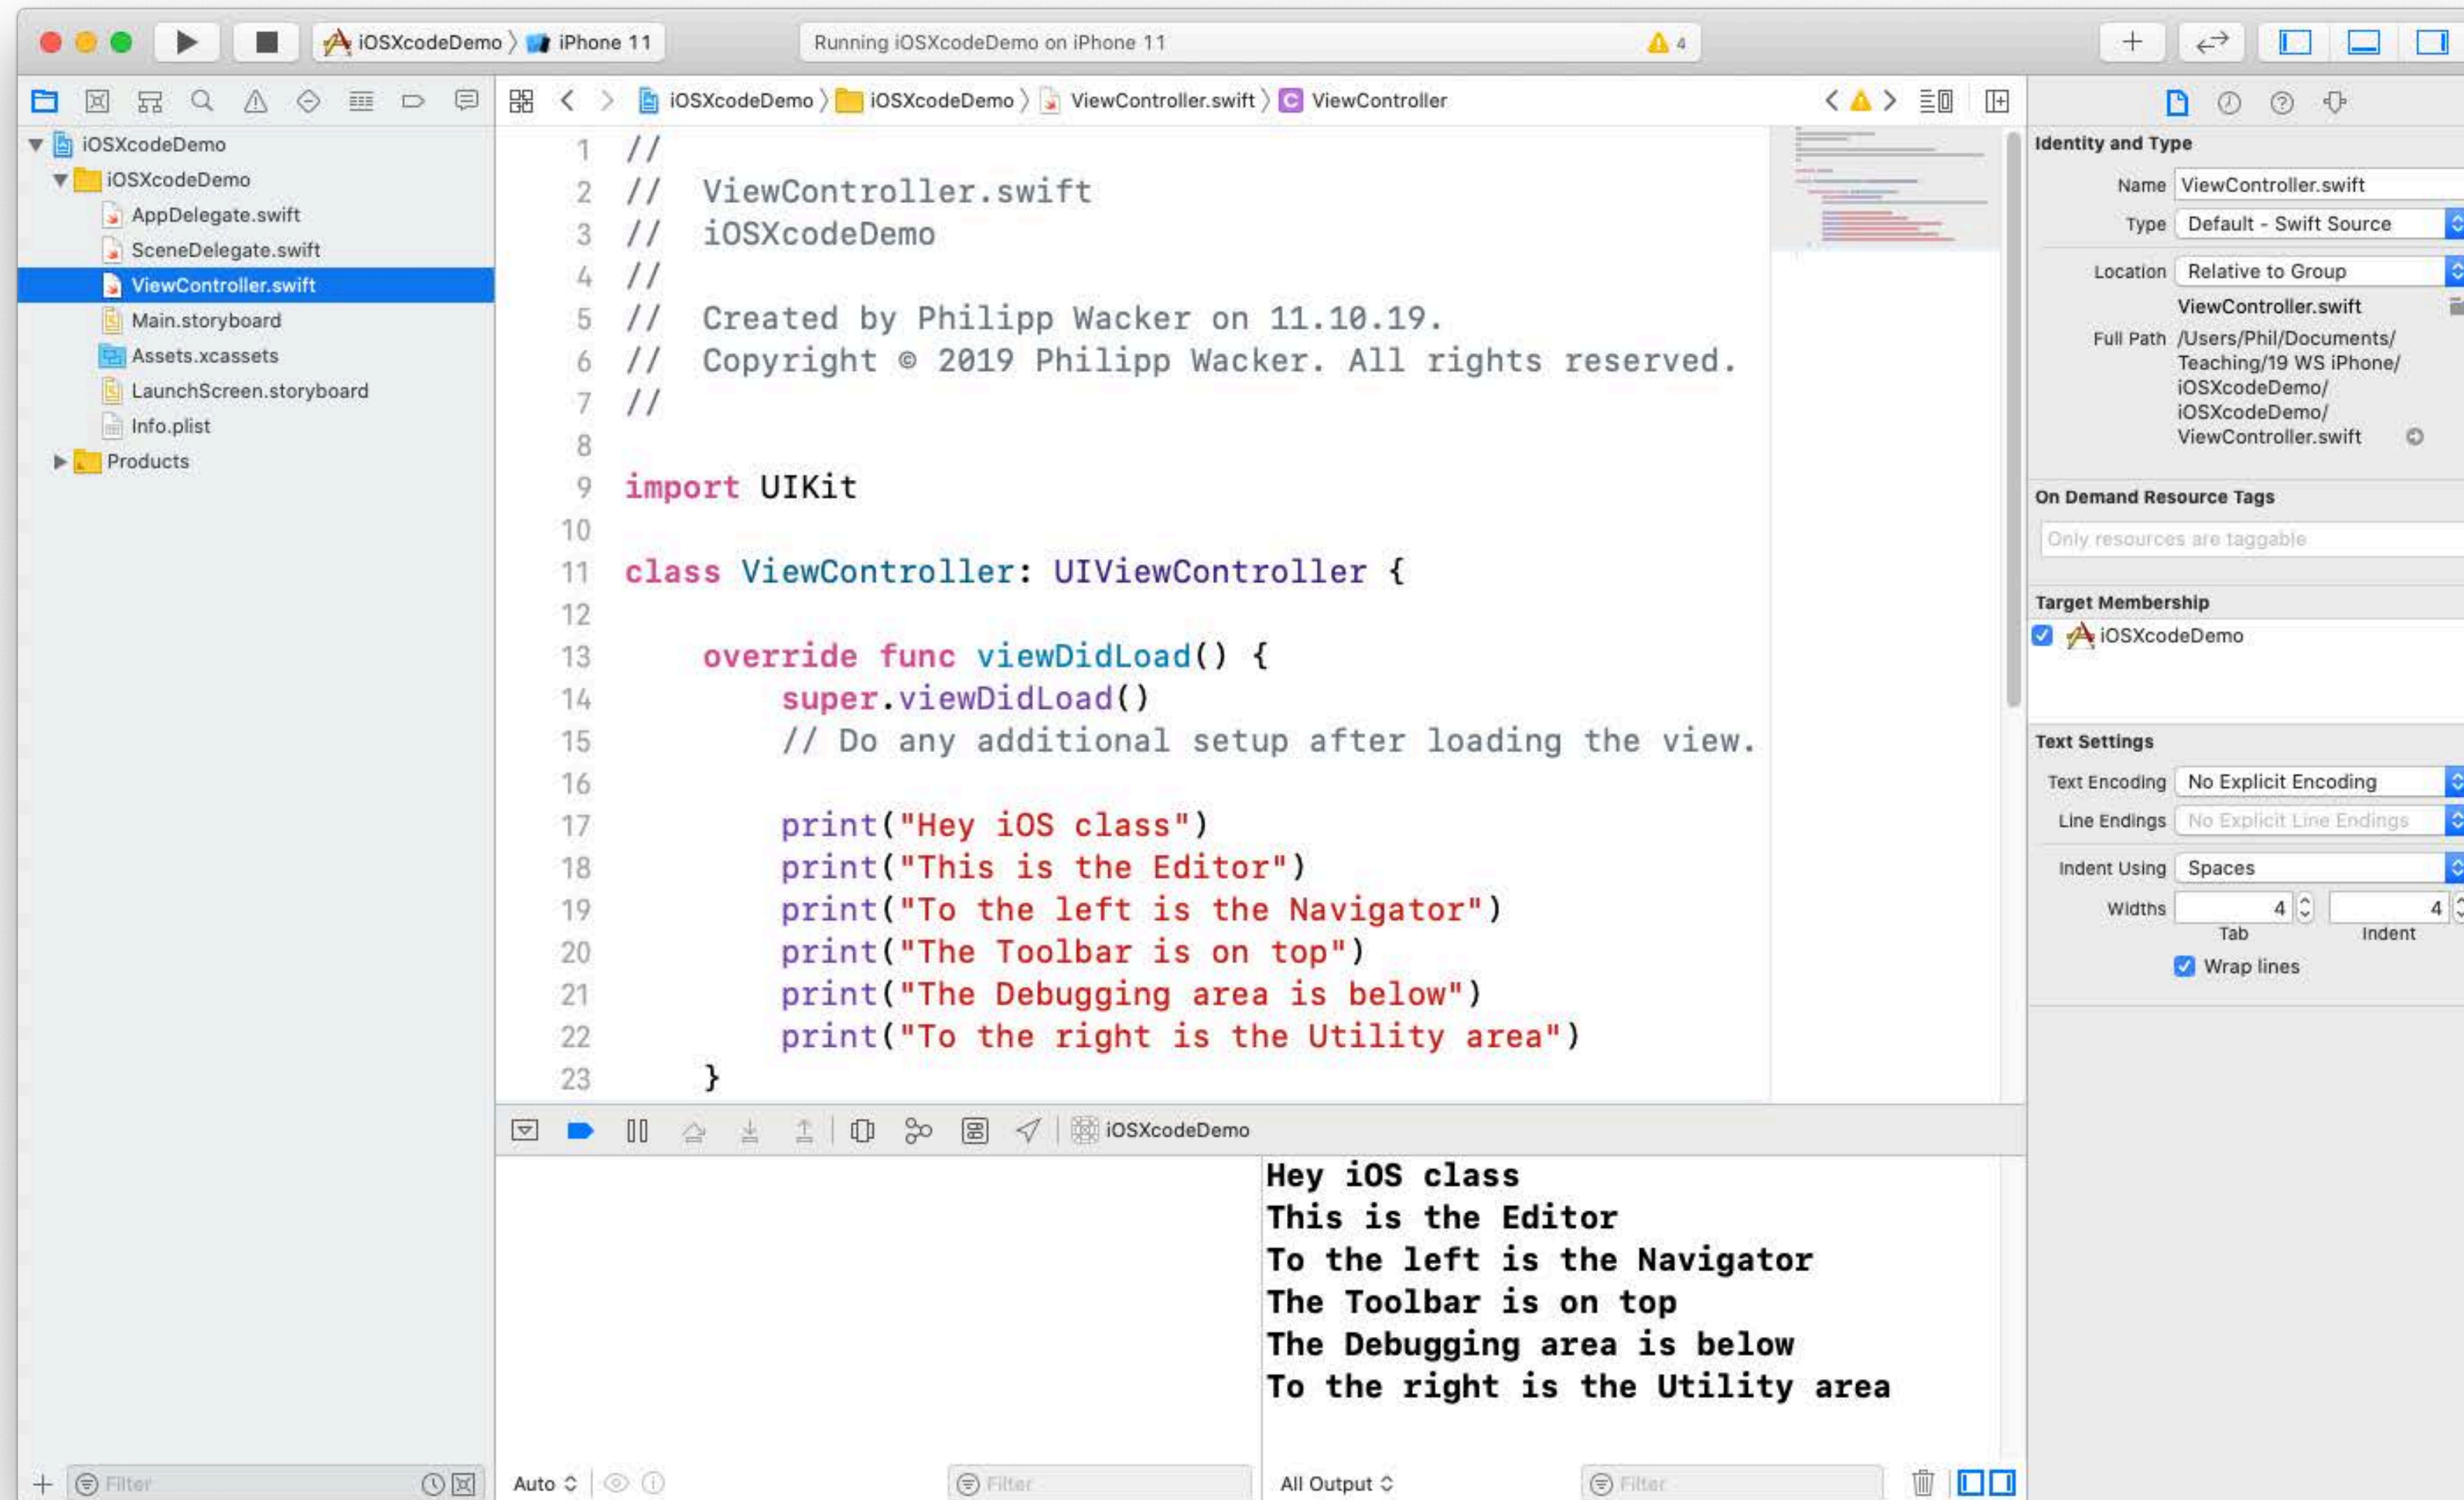 iOSXcodeDemo iPhone 11
Running iOSXcodeDemo on iPhone 11
4
iOSXcodeDemo
iOSXcodeDemo
AppDelegate.swift
SceneDelegate.swift
ViewController.swift
Main.storyboard
Assets.xcassets
LaunchScreen.storyboard
Info.plist
Products
Filter
iOSXcodeDemo iOSXcodeDemo ViewController.swift C ViewController
1 //
2 //  ViewController.swift
3 //  iOSXcodeDemo
4 //
5 //  Created by Philipp Wacker on 11.10.19.
6 //  Copyright © 2019 Philipp Wacker. All rights reserved.
7 //
8
9 import UIKit
10
11 class ViewController: UIViewController {
12
13     override func viewDidLoad() {
14         super.viewDidLoad()
15         // Do any additional setup after loading the view.
16
17         print("Hey iOS class")
18         print("This is the Editor")
19         print("To the left is the Navigator")
20         print("The Toolbar is on top")
21         print("The Debugging area is below")
22         print("To the right is the Utility area")
23     }
iOSXcodeDemo
Auto
Filter
Hey iOS class
This is the Editor
To the left is the Navigator
The Toolbar is on top
The Debugging area is below
To the right is the Utility area
All Output
Filter
Identity and Type
Name ViewController.swift
Type Default - Swift Source
Location Relative to Group
ViewController.swift
Full Path /Users/Phil/Documents/
Teaching/19 WS iPhone/
iOSXcodeDemo/
iOSXcodeDemo/
ViewController.swift
On Demand Resource Tags
Only resources are taggable
Target Membership
iOSXcodeDemo
Text Settings
Text Encoding No Explicit Encoding
Line Endings No Explicit Line Endings
Indent Using Spaces
Widths 4 4
Tab Indent
Wrap lines